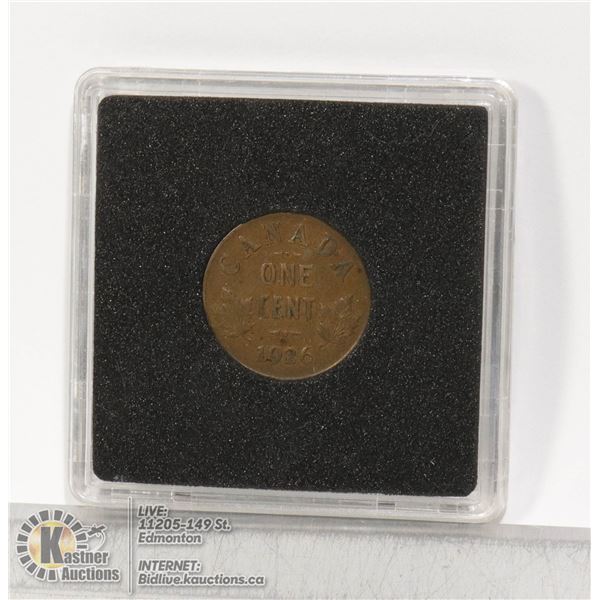 CANADA
ONE
CENT
1926
Kastner
Auctions
LIVE:
11205-149 St.
Edmonton
INTERNET:
Bidlive.kauctions.ca